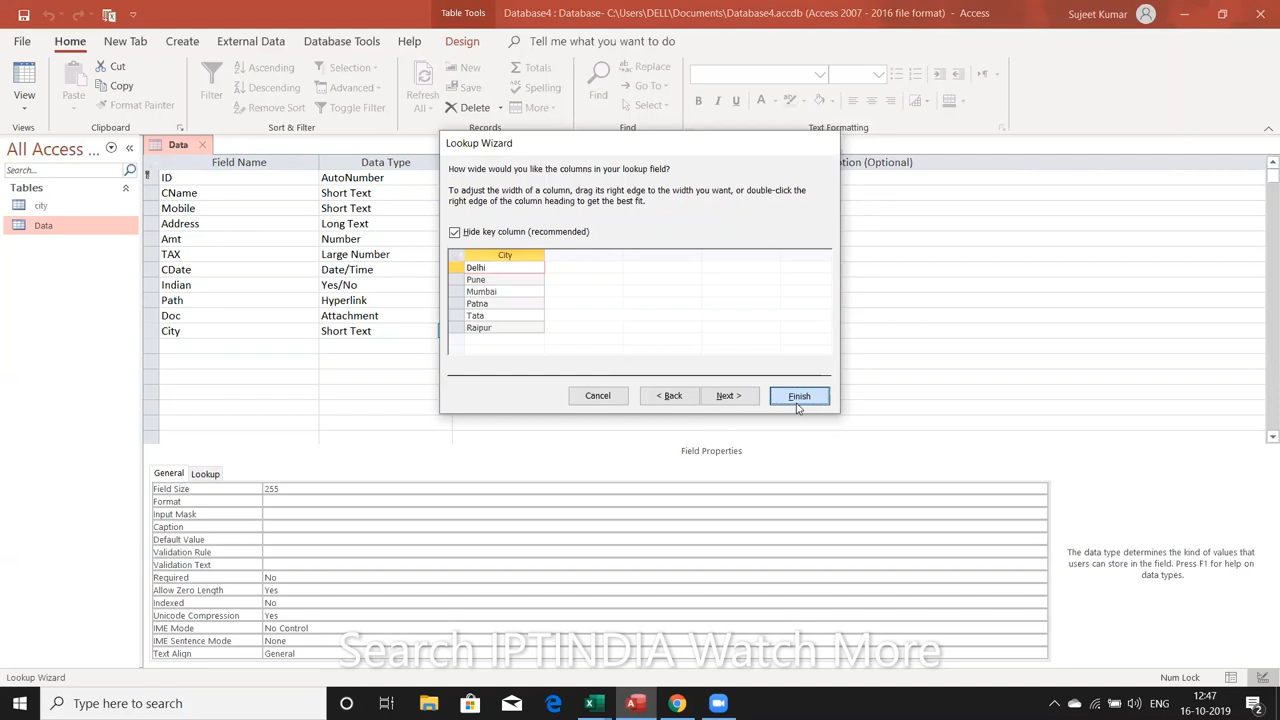 Table Tools
Database4 : Database- C:\Users\DELL\Documents\Database4.accdb (Access 2007 - 2016 file format) - Access
Sujeet Kumar
File
Home
New Tab
Create
External Data
Database Tools
Help
Design
Tell me what you want to do
View
Views
Paste
Cut
Copy
Format Painter
Clipboard
Filter
Ascending
Descending
Remove Sort
Selection
Advanced
Toggle Filter
Sort & Filter
Refresh
All
New
Save
Delete
Totals
Spelling
More
Records
Find
Replace
Go To
Select
Find
B I U
A
Text Formatting
All Access ...
Search...
Tables
city
Data
Data
Field Name Data Type
tion (Optional)
ID AutoNumber
CName Short Text
Mobile Short Text
Address Long Text
Amt Number
TAX Large Number
CDate Date/Time
Indian Yes/No
Path Hyperlink
Doc Attachment
City Short Text
Lookup Wizard
How wide would you like the columns in your lookup field?
To adjust the width of a column, drag its right edge to the width you want, or double-click the
right edge of the column heading to get the best fit.
Hide key column (recommended)
City
Delhi
Pune
Mumbai
Patna
Tata
Raipur
Cancel
< Back
Next >
Finish
Field Properties
General
Lookup
Field Size 255
Format
Input Mask
Caption
Default Value
Validation Rule
Validation Text
Required No
Allow Zero Length Yes
Indexed No
Unicode Compression Yes
IME Mode No Control
IME Sentence Mode None
Text Align General
The data type determines the kind of values that
users can store in the field. Press F1 for help on
data types.
Search IPTINDIA Watch More
Lookup Wizard
Num Lock
Type here to search
ENG
12:47
16-10-2019
2